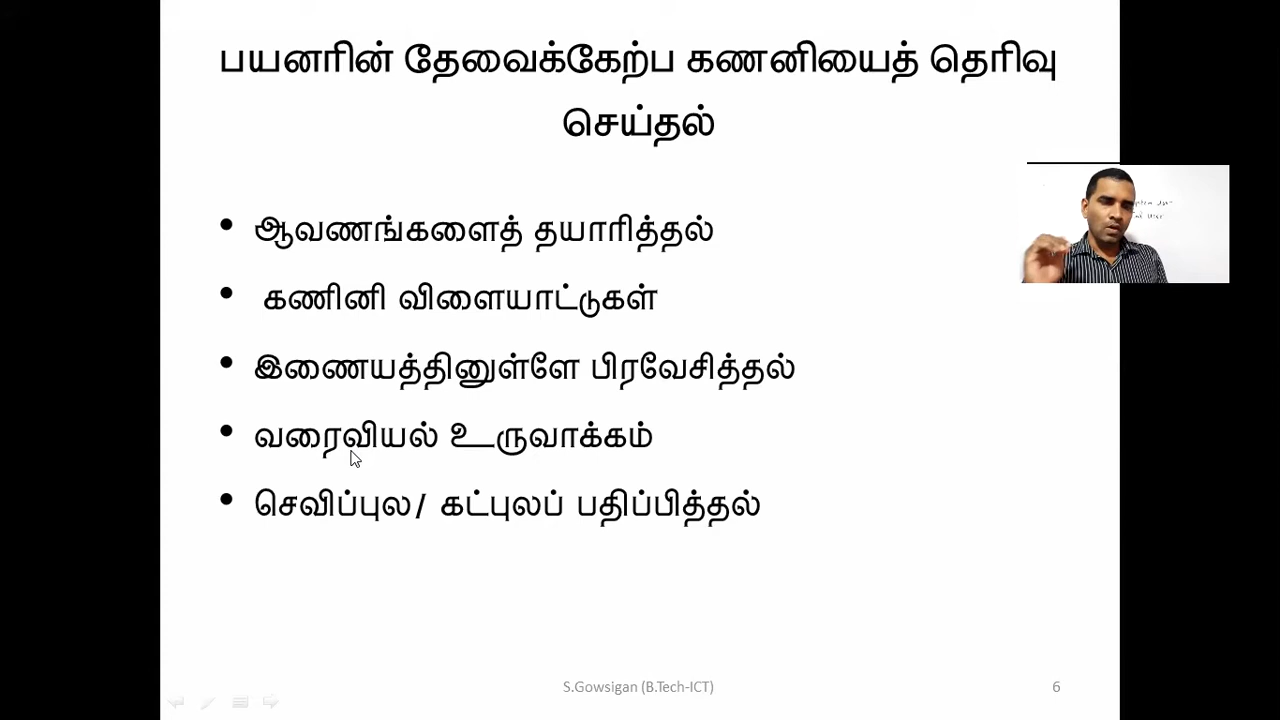 பயனரின் தேவைக்கேற்ப கணனியைத் தெரிவு
செய்தல்
• ஆவணங்களைத் தயாரித்தல்
• கணினி விளையாட்டுகள்
• இணையத்தினுள்ளே பிரவேசித்தல்
• வரைவியல் உருவாக்கம்
• செவிப்புல/ கட்புலப் பதிப்பித்தல்
S.Gowsigan (B.Tech-ICT)
6